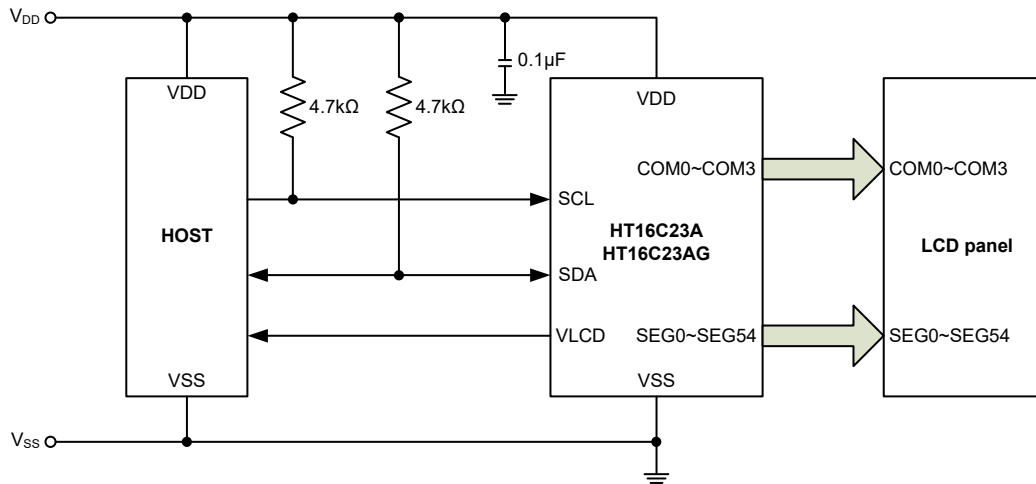 VDD
0.1μF
VDD
4.7kΩ
4.7kΩ
VDD
COM0~COM3
COM0~COM3
SCL
HOST
HT16C23A
HT16C23AG
LCD panel
SDA
VLCD
SEG0~SEG54
SEG0~SEG54
VSS
VSS
VSS